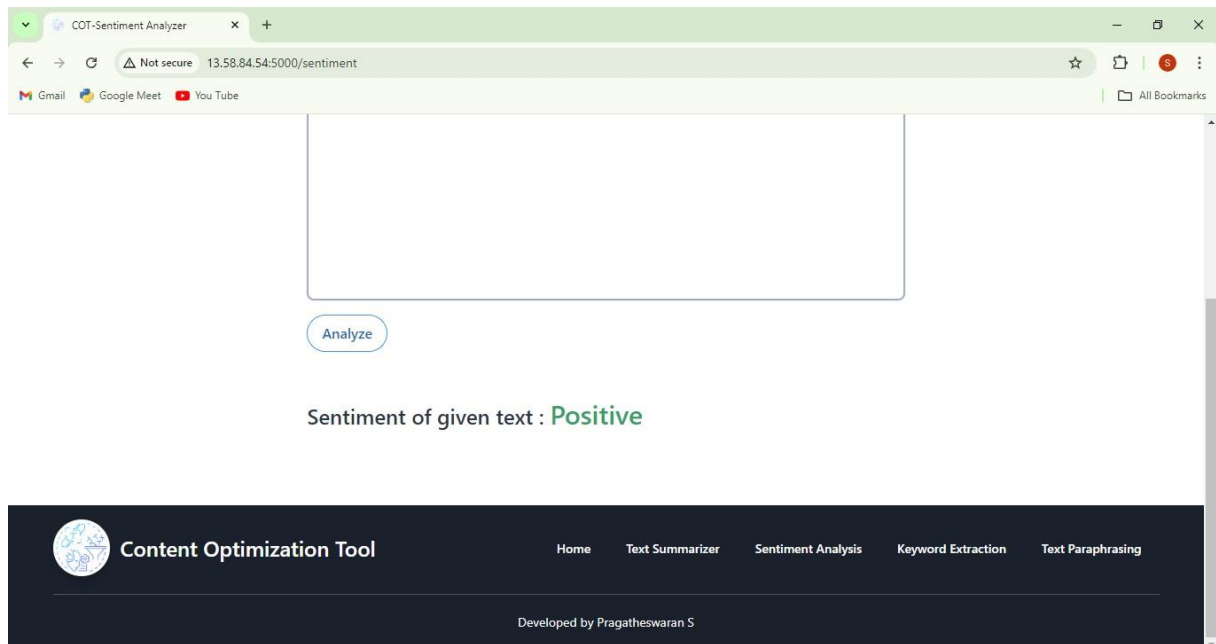 COT-Sentiment Analyzer
Not secure 13.58.84.54:5000/sentiment
S
Gmail Google Meet You Tube All Bookmarks
Analyze
Sentiment of given text : Positive
Content Optimization Tool Home Text Summarizer Sentiment Analysis Keyword Extraction Text Paraphrasing
Developed by Pragatheswaran S